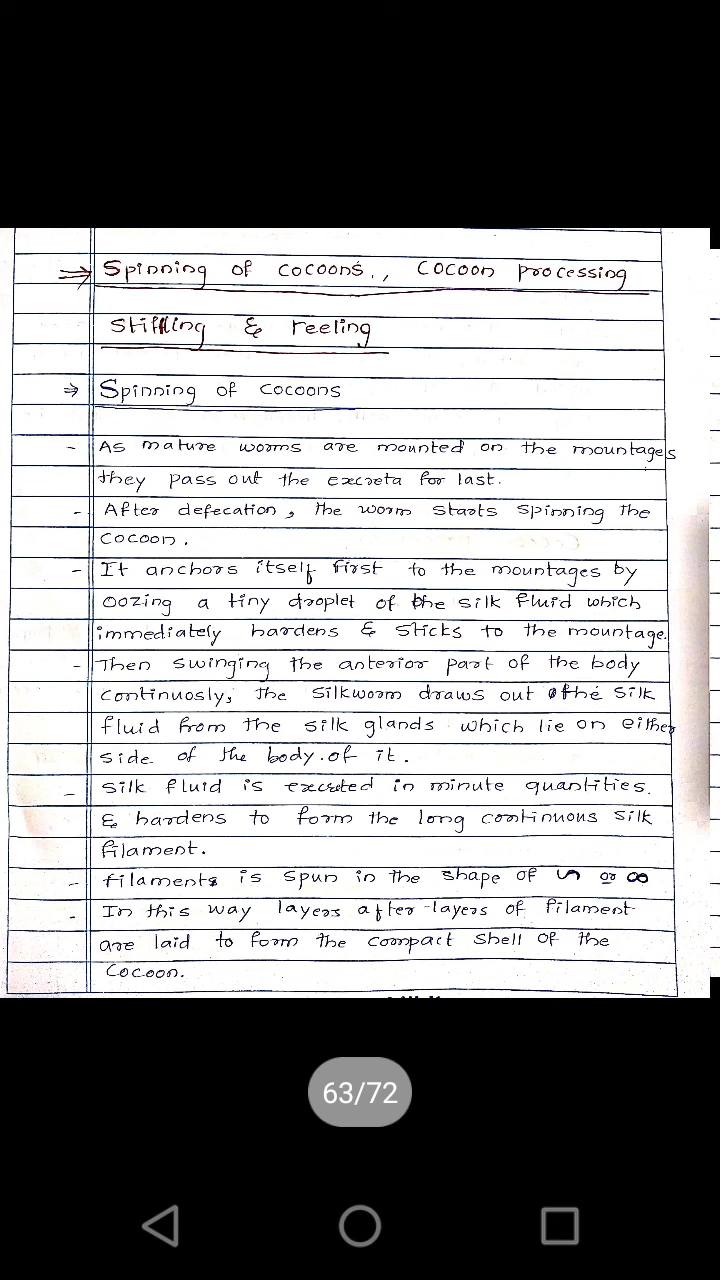 ⇒ Spinning of cocoons., cocoon processing
stiffling & reeling
⇒ Spinning of cocoons
- As mature worms are mounted on the mountages
they pass out the excreta for last.
- After defecation, the worm starts spinning the
cocoon.
- It anchors itself first to the mountages by
oozing a tiny droplet of the silk fluid which
immediately hardens & sticks to the mountage.
- Then swinging the anterior part of the body
continuosly, the silkworm draws out of the silk
fluid from the silk glands which lie on either
side of the body.of it.
- Silk fluid is excreted in minute quantities.
& hardens to form the long continuous silk
filament.
- filaments is spun in the shape of ∽ or ∞
- In this way layers after-layers of filament
are laid to form the compact shell of the
cocoon.
63/72